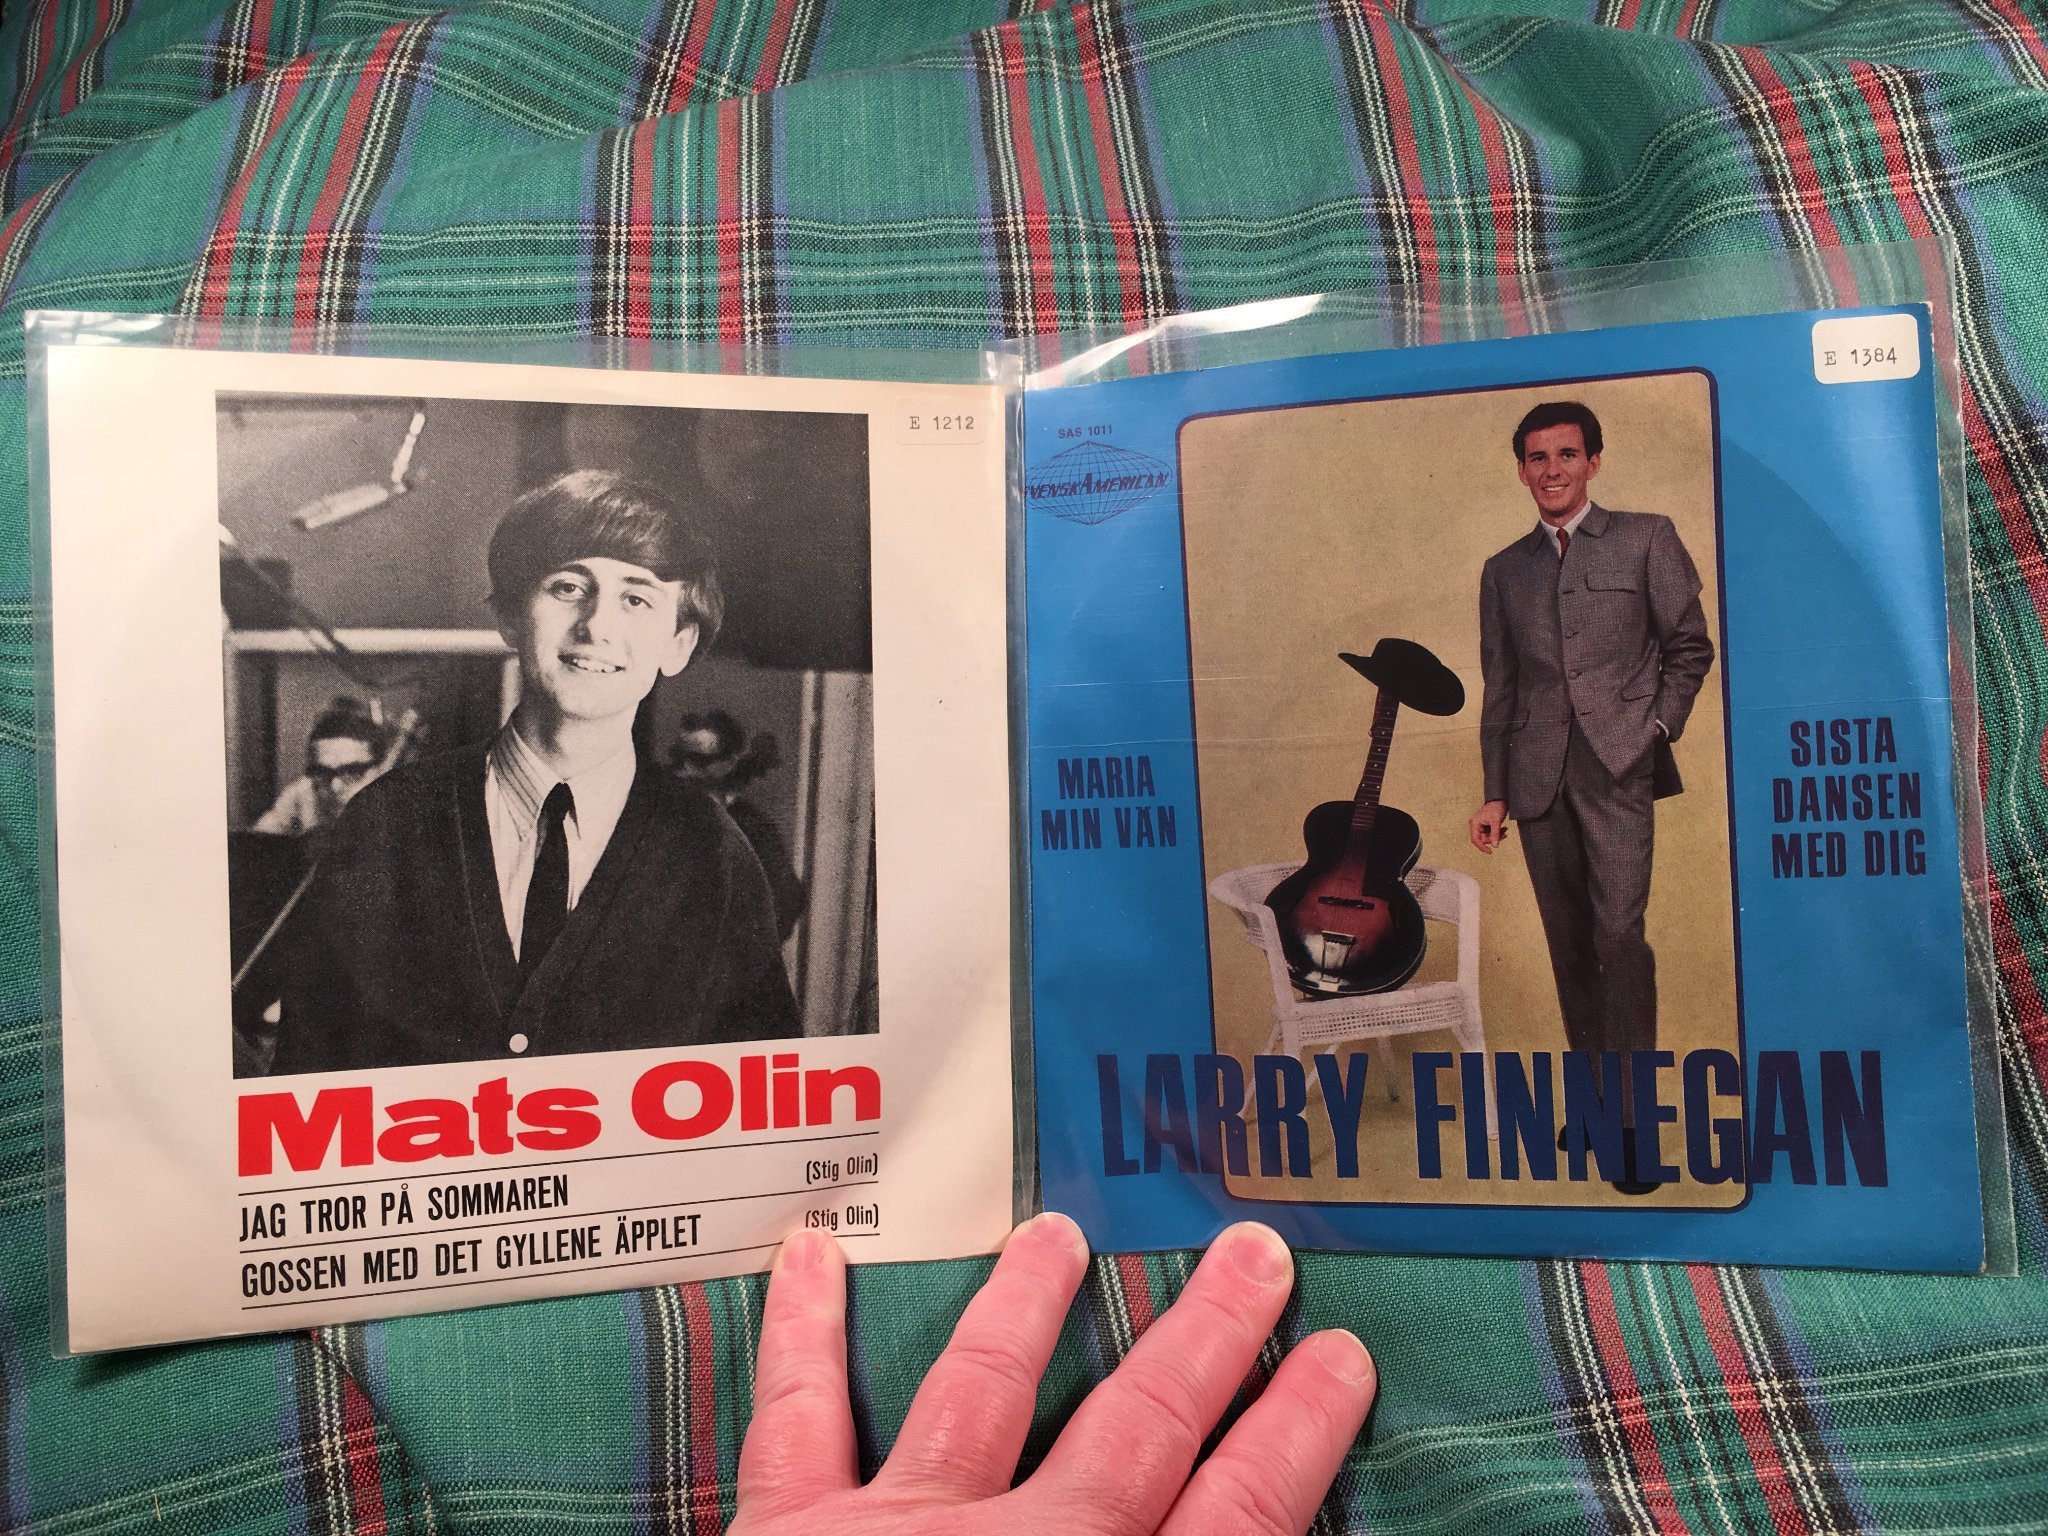 E 1212
Mats Olin
JAG TROR PÅ SOMMAREN (Stig Olin)
GOSSEN MED DET GYLLENE ÄPPLET (Stig Olin)
E 1384
SAS 1011
SVENSKAMERICAN
MARIA
MIN VÄN
SISTA
DANSEN
MED DIG
LARRY FINNEGAN